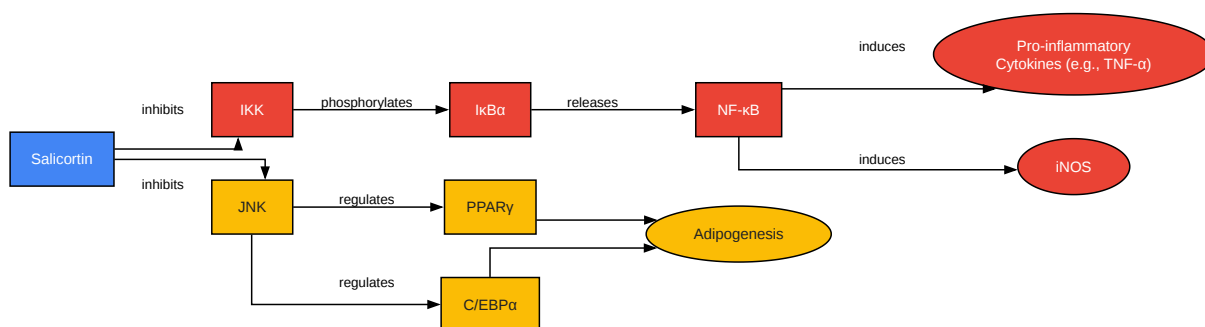 induces
Pro-inflammatory
Cytokines (e.g., TNF-α)
inhibits
IKK
phosphorylates
IκBα
releases
NF-κB
Salicortin
induces
iNOS
inhibits
JNK
regulates
PPARγ
Adipogenesis
regulates
C/EBPα